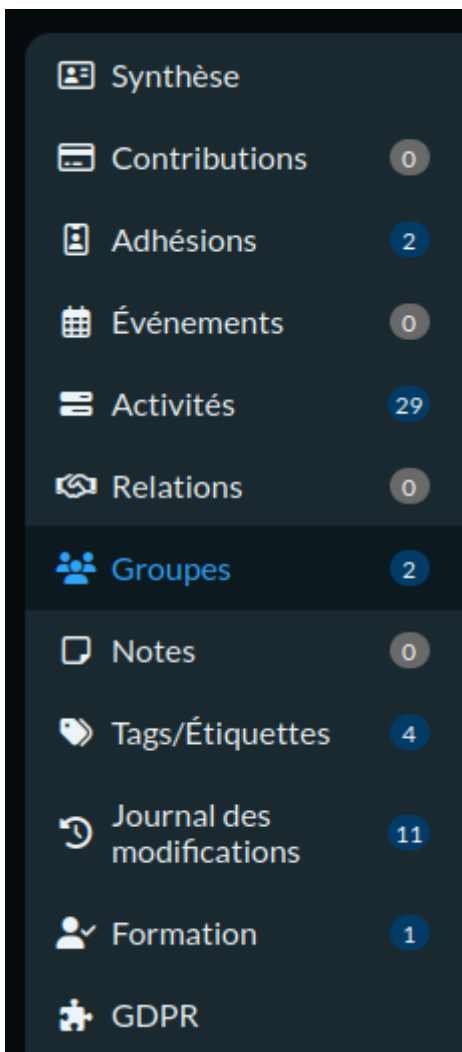 Synthèse
Contributions 0
Adhésions 2
Événements 0
Activités 29
Relations 0
Groupes 2
Notes 0
Tags/Étiquettes 4
Journal des
modifications 11
Formation 1
GDPR